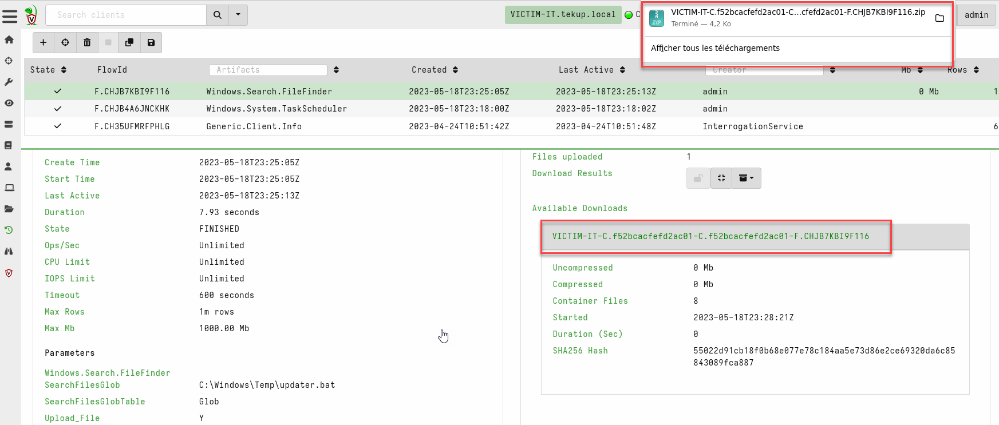 Search clients
VICTIM-IT.tekup.local
C
VICTIM-IT-C.f52bcacfefd2ac01-C...cfefd2ac01-F.CHJB7KBI9F116.zip
Terminé — 4,2 Ko
Afficher tous les téléchargements
admin
State FlowId Artifacts Created Last Active Creator Mb Rows
F.CHJB7KBI9F116 Windows.Search.FileFinder 2023-05-18T23:25:05Z 2023-05-18T23:25:13Z admin 0 Mb 1
F.CHJB4A6JNCKHK Windows.System.TaskScheduler 2023-05-18T23:18:00Z 2023-05-18T23:18:02Z admin
F.CH35UFMRFPHLG Generic.Client.Info 2023-04-24T10:51:42Z 2023-04-24T10:51:48Z InterrogationService 6
Create Time 2023-05-18T23:25:05Z
Start Time 2023-05-18T23:25:05Z
Last Active 2023-05-18T23:25:13Z
Duration 7.93 seconds
State FINISHED
Ops/Sec Unlimited
CPU Limit Unlimited
IOPS Limit Unlimited
Timeout 600 seconds
Max Rows 1m rows
Max Mb 1000.00 Mb
Parameters
Windows.Search.FileFinder
SearchFilesGlob C:\Windows\Temp\updater.bat
SearchFilesGlobTable Glob
Upload_File Y
Files uploaded 1
Download Results
Available Downloads
VICTIM-IT-C.f52bcacfefd2ac01-C.f52bcacfefd2ac01-F.CHJB7KBI9F116
Uncompressed 0 Mb
Compressed 0 Mb
Container Files 8
Started 2023-05-18T23:28:21Z
Duration (Sec) 0
SHA256 Hash 55022d91cb18f0b68e077e78c184aa5e73d86e2ce69320da6c85
843089fca887